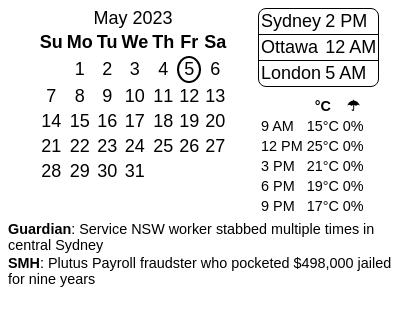 May 2023
Su Mo Tu We Th Fr Sa
1 2 3 4 5 6
7 8 9 10 11 12 13
14 15 16 17 18 19 20
21 22 23 24 25 26 27
28 29 30 31
Sydney 2 PM
Ottawa 12 AM
London 5 AM
°C ☂
9 AM 15°C 0%
12 PM 25°C 0%
3 PM 21°C 0%
6 PM 19°C 0%
9 PM 17°C 0%
Guardian: Service NSW worker stabbed multiple times in
central Sydney
SMH: Plutus Payroll fraudster who pocketed $498,000 jailed
for nine years